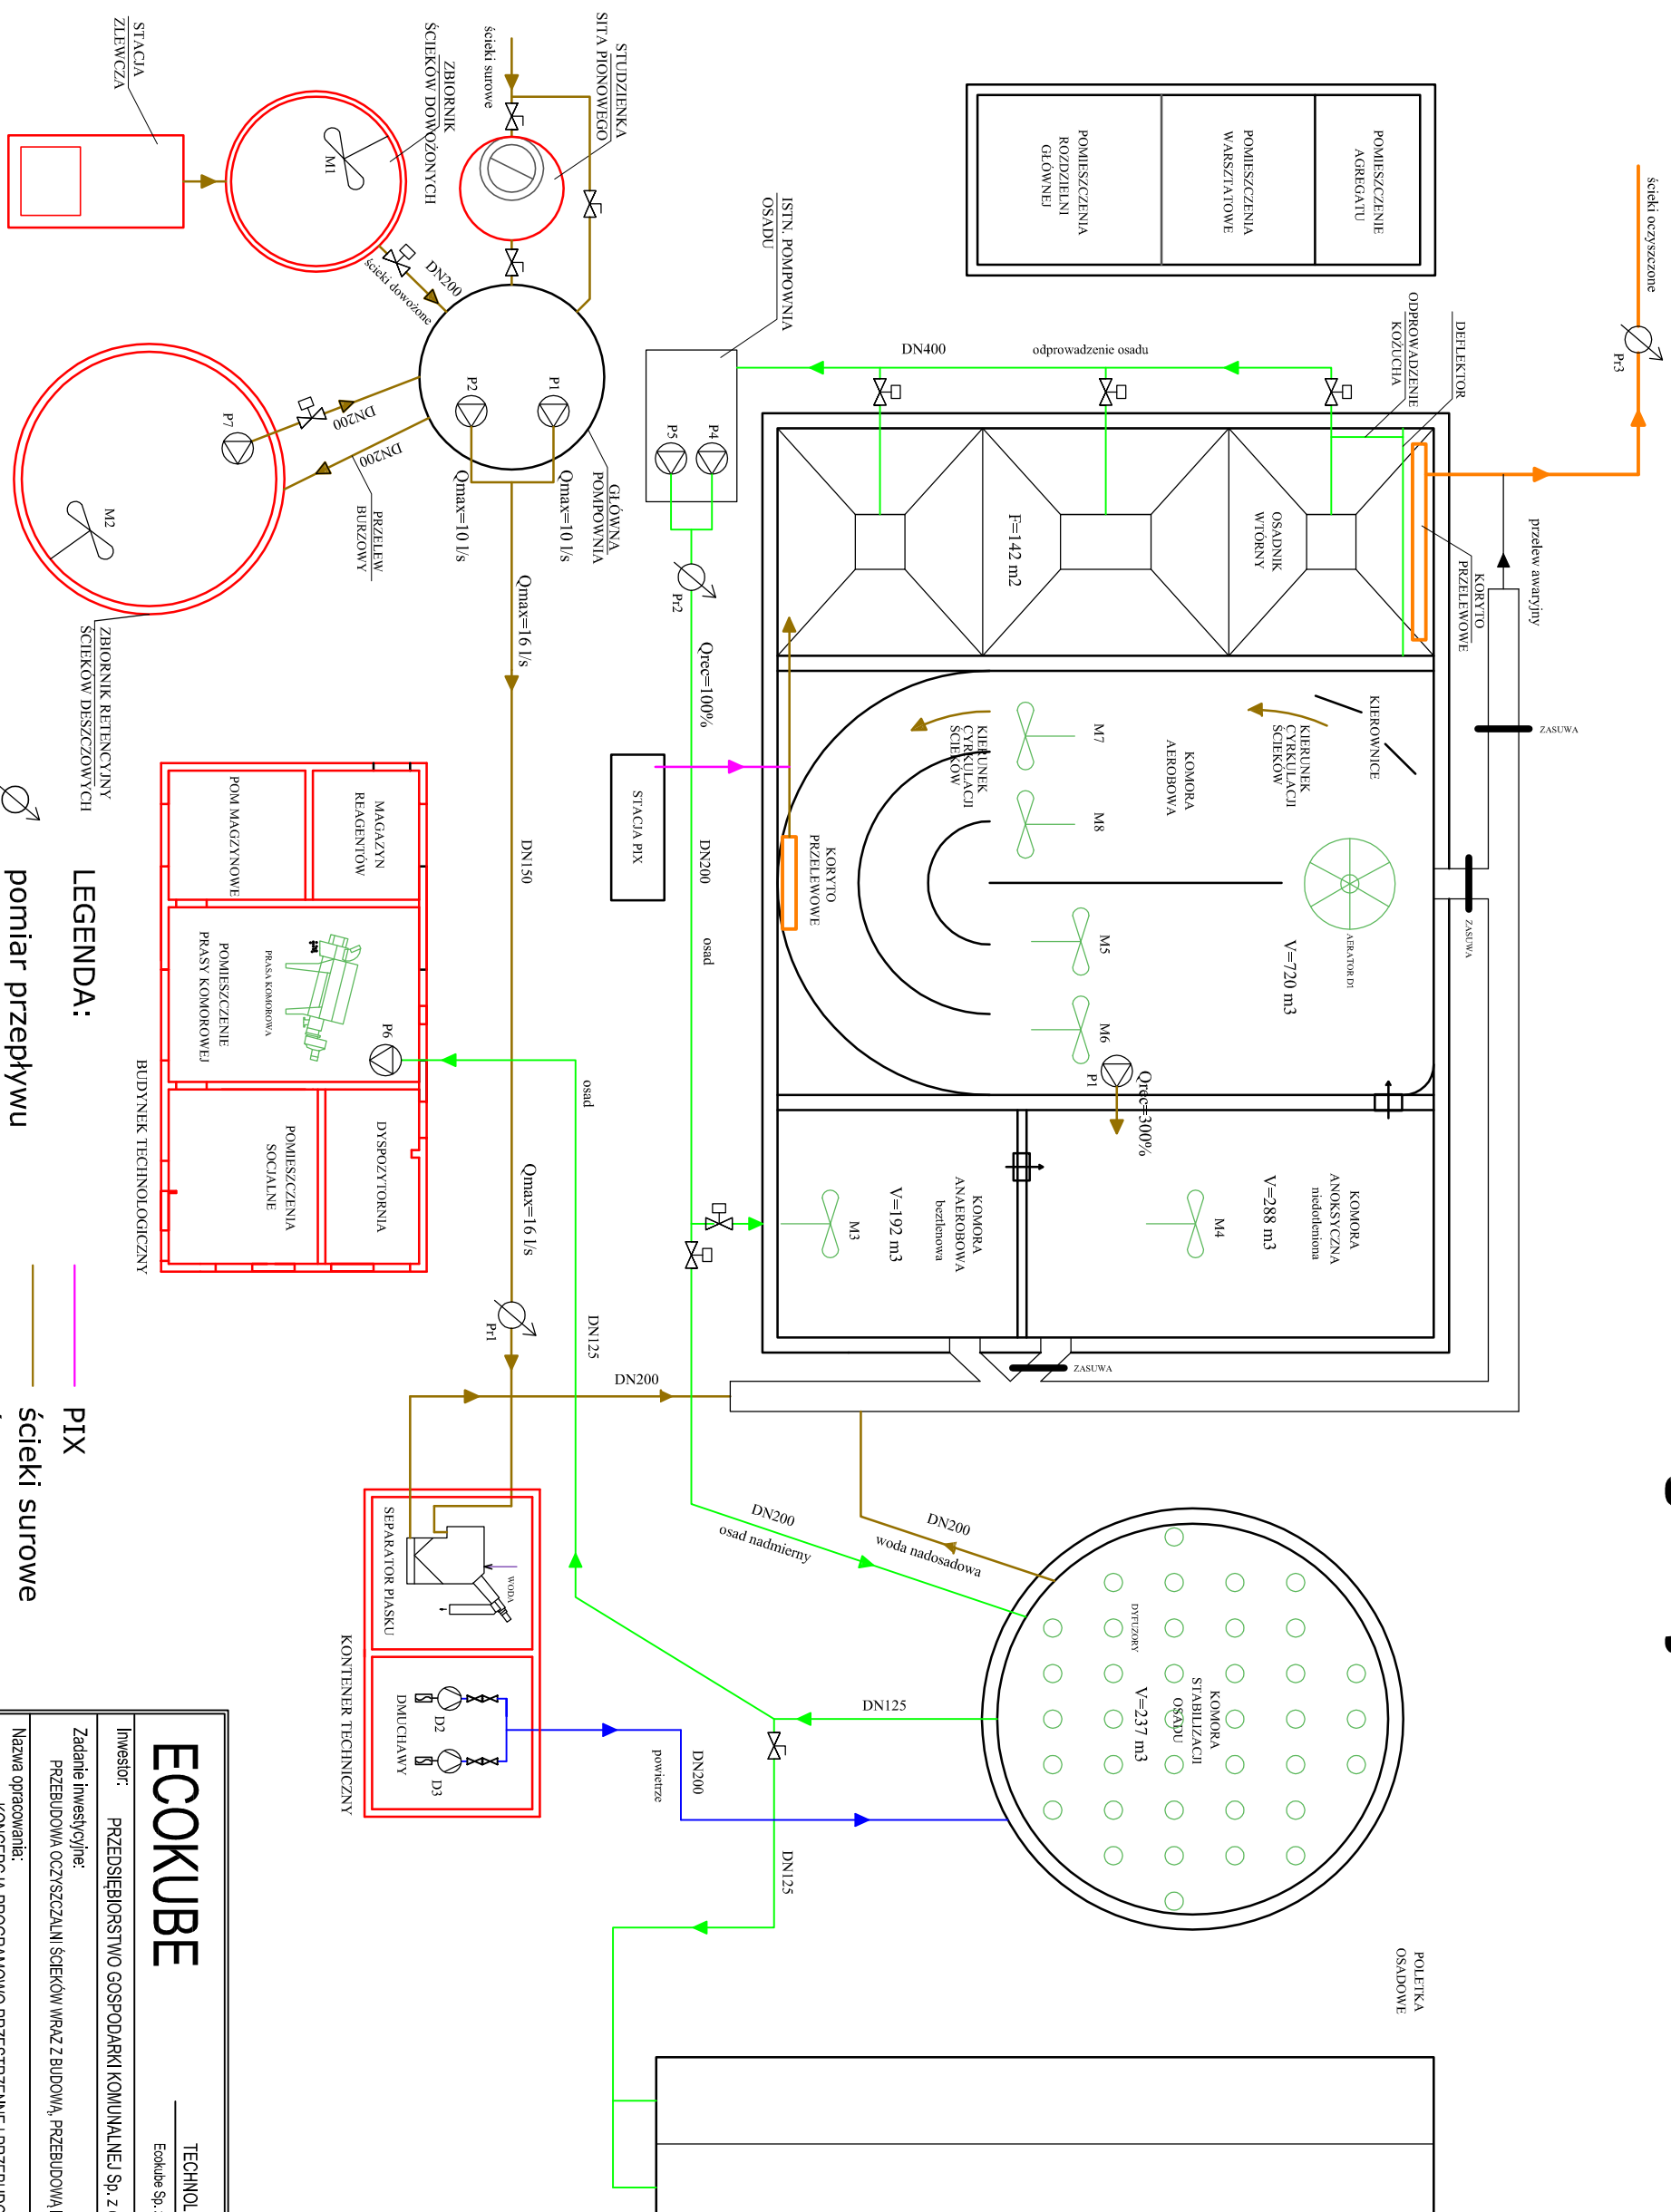 ścieki oczyszczone
Pr3
przelew awaryjny
ZASUWA
ZASUWA
ZASUWA
POMIESZCZENIE
AGREGATU
POMIESZCZENIA
WARSZTATOWE
POMIESZCZENIA
ROZDZIELNI
GŁÓWNEJ
DEFLEKTOR
ODPROWADZENIE
KOŻUCHA
KORYTO
PRZELEWOWE
DN400
odprowadzenie osadu
OSADNIK
WTÓRNY
F=142 m2
KIEROWNICE
KIERUNEK
CYRKULACJI
ŚCIEKÓW
KOMORA
AEROBOWA
AERATOR D1
V=720 m3
M7
M8
KIERUNEK
CYRKULACJI
ŚCIEKÓW
M5
M6
P1
Qrec=300%
KORYTO
PRZELEWOWE
KOMORA
ANOKSYCZNA
niedotleniona
V=288 m3
M4
KOMORA
ANAEROBOWA
beztlenowa
V=192 m3
M3
ISTN. POMPOWNIA
OSADU
P4
P5
Pr2
Qrec=100%
DN200
osad
STACJA PIX
STUDZIENKA
SITA PIONOWEGO
ścieki surowe
ZBIORNIK
ŚCIEKÓW DOWOŻONYCH
M1
STACJA
ZLEWCZA
DN200
ścieki dowożone
P1
P2
GŁÓWNA
POMPOWNIA
Qmax=10 l/s
Qmax=10 l/s
DN200
DN200
P7
M2
PRZELEW
BURZOWY
ZBIORNIK RETENCYJNY
ŚCIEKÓW DESZCZOWYCH
Qmax=16 l/s
DN150
Qmax=16 l/s
Pr1
osad
DN125
DN200
MAGAZYN
REAGENTÓW
POM MAGZYNOWE
PRASA KOMOROWA
POMIESZCZENIE
PRASY KOMOROWEJ
P6
DYSPOZYTORNIA
POMIESZCZENIA
SOCJALNE
BUDYNEK TECHNOLOGICZNY
SEPARATOR PIASKU
WODA
DMUCHAWY
D2
D3
KONTENER TECHNICZNY
DN200
powietrze
DN200
osad nadmierny
DN200
woda nadosadowa
DYFUZORY
KOMORA
STABILIZACJI
OSADU
V=237 m3
DN125
DN125
POLETKA
OSADOWE
LEGENDA:
pomiar przepływu
PIX
ścieki surowe
ECOKUBE
TECHNOL
Ecokube Sp.
Inwestor:
PRZEDSIĘBIORSTWO GOSPODARKI KOMUNALNEJ Sp. z
Zadanie inwestycyjne:
PRZEBUDOWA OCZYSZCZALNI ŚCIEKÓW WRAZ Z BUDOWĄ, PRZEBUDOWĄ
Nazwa opracowania: